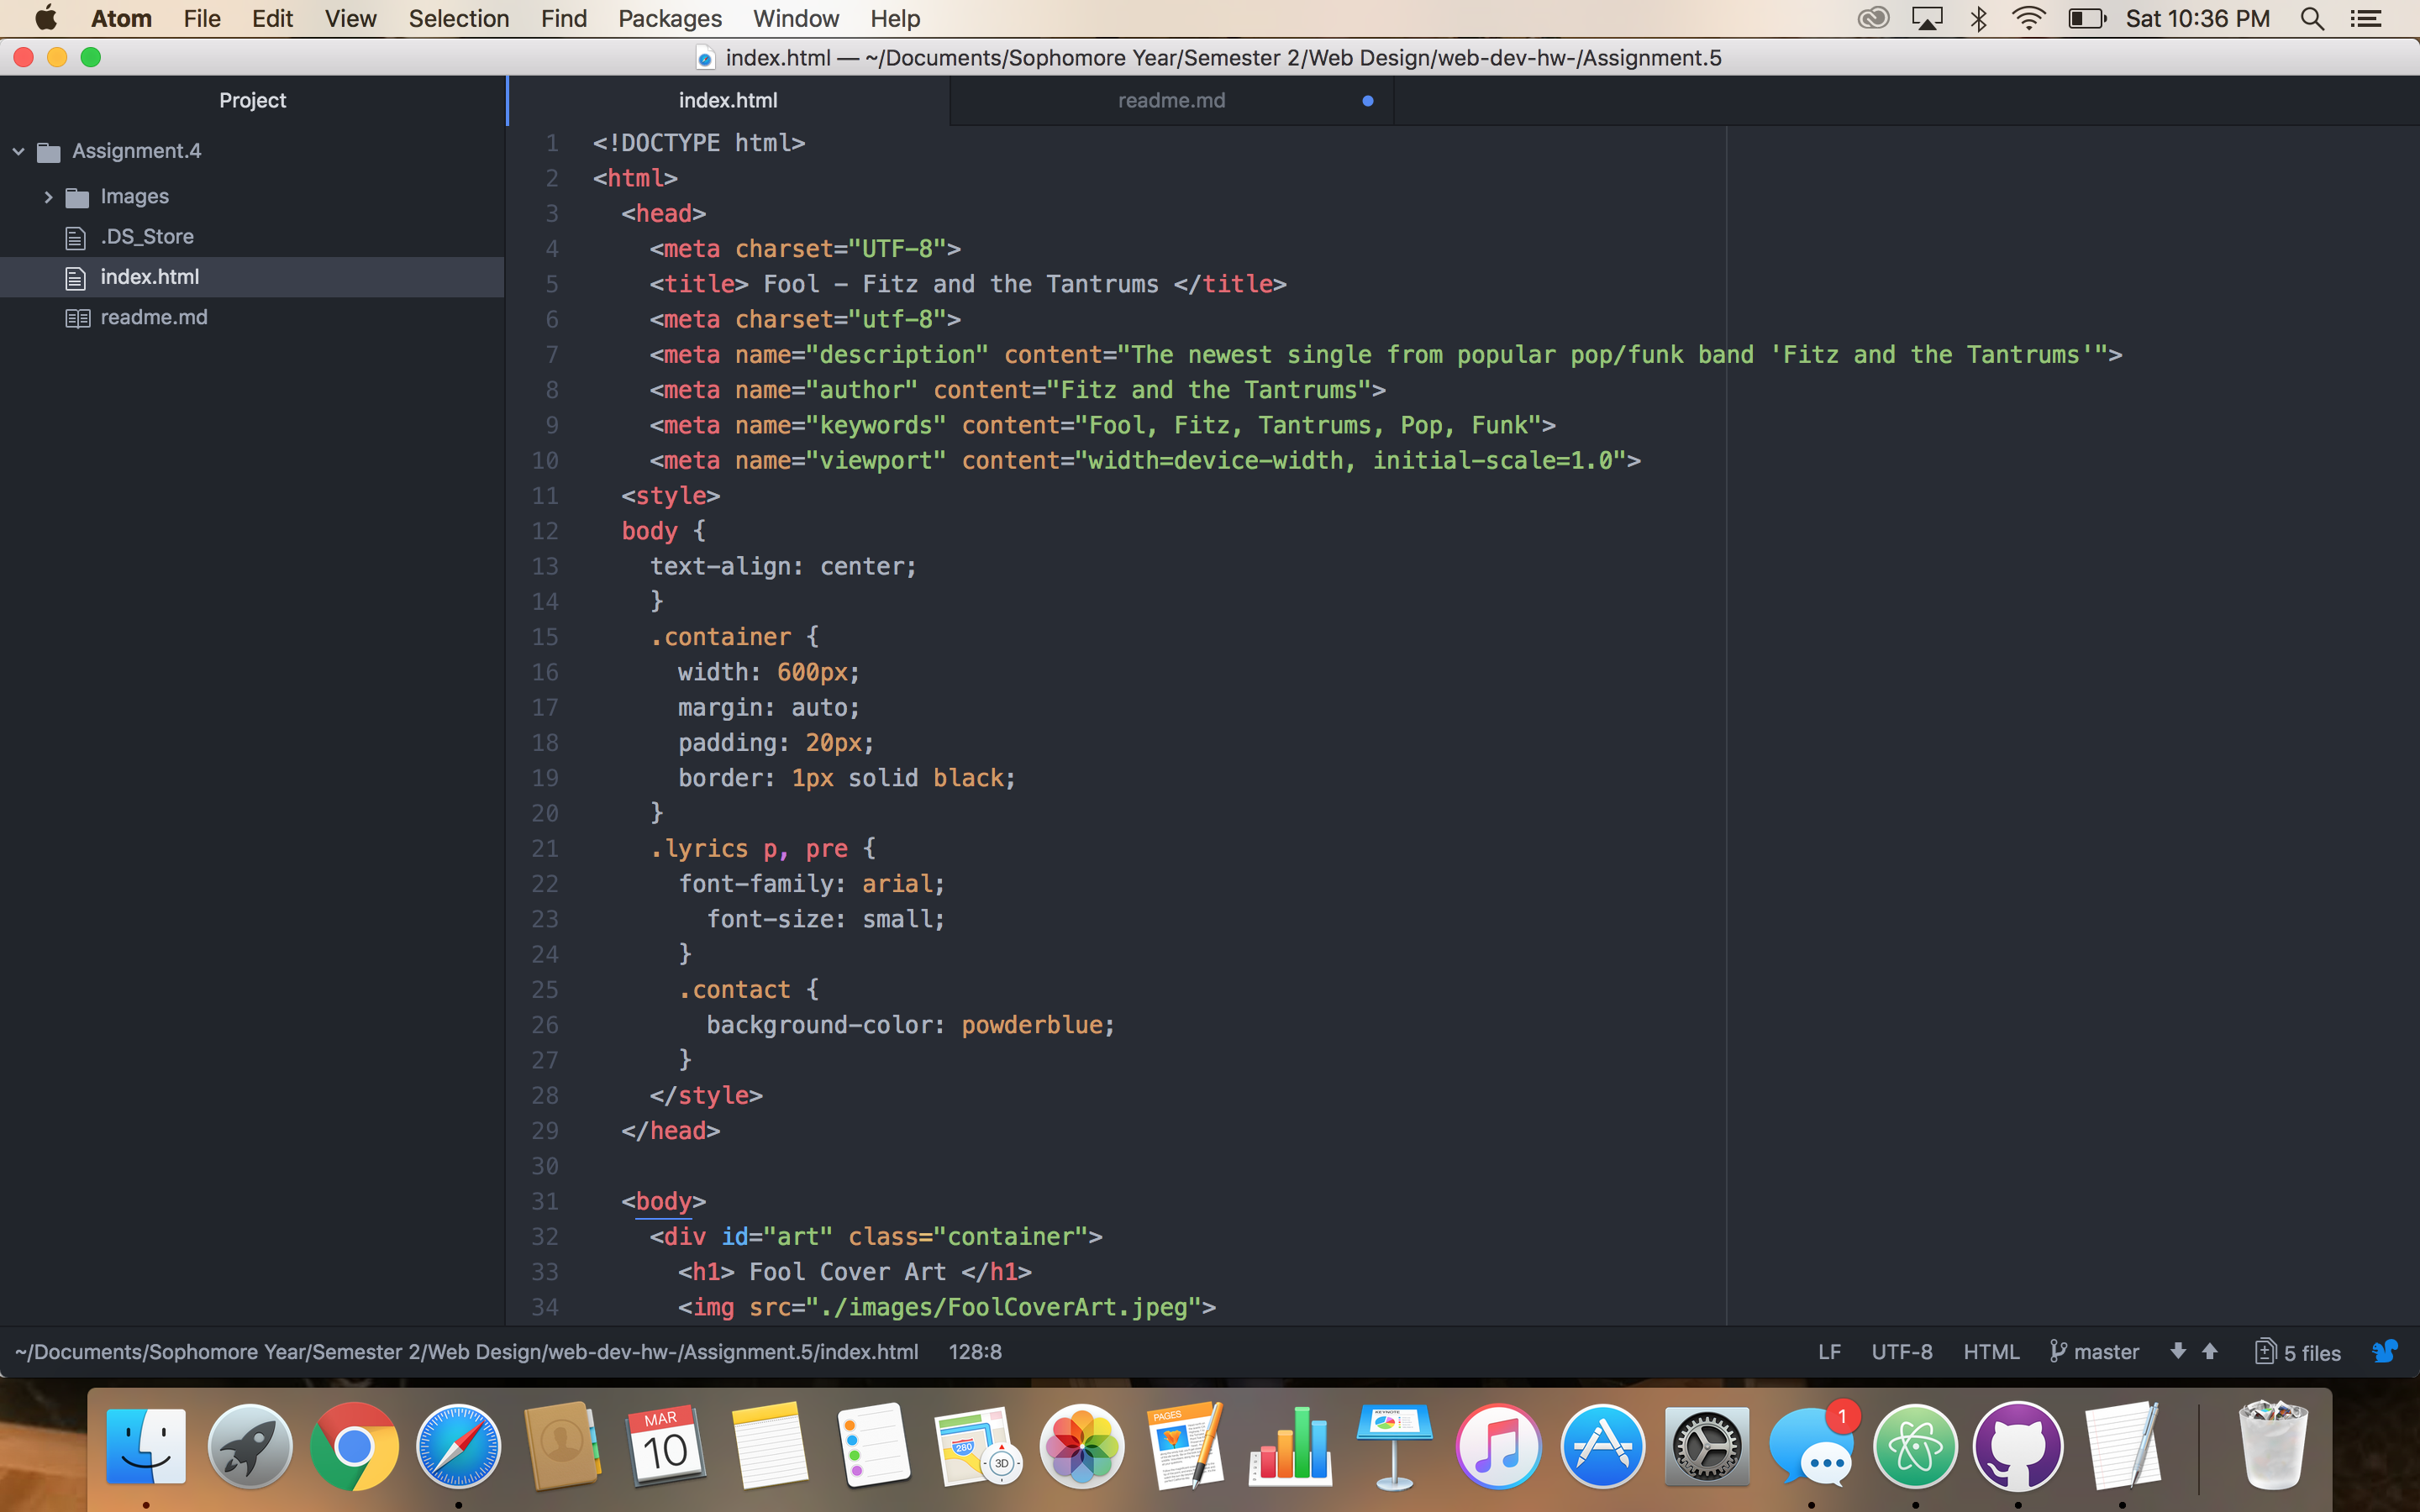 Atom File Edit View Selection Find Packages Window Help Sat 10:36 PM
index.html — ~/Documents/Sophomore Year/Semester 2/Web Design/web-dev-hw-/Assignment.5
Project
Assignment.4
Images
.DS_Store
index.html
readme.md
index.html readme.md
1 <!DOCTYPE html>
2 <html>
3 <head>
4 <meta charset="UTF-8">
5 <title> Fool - Fitz and the Tantrums </title>
6 <meta charset="utf-8">
7 <meta name="description" content="The newest single from popular pop/funk band 'Fitz and the Tantrums'">
8 <meta name="author" content="Fitz and the Tantrums">
9 <meta name="keywords" content="Fool, Fitz, Tantrums, Pop, Funk">
10 <meta name="viewport" content="width=device-width, initial-scale=1.0">
11 <style>
12 body {
13 text-align: center;
14 }
15 .container {
16 width: 600px;
17 margin: auto;
18 padding: 20px;
19 border: 1px solid black;
20 }
21 .lyrics p, pre {
22 font-family: arial;
23 font-size: small;
24 }
25 .contact {
26 background-color: powderblue;
27 }
28 </style>
29 </head>
30
31 <body>
32 <div id="art" class="container">
33 <h1> Fool Cover Art </h1>
34 <img src="./images/FoolCoverArt.jpeg">
~/Documents/Sophomore Year/Semester 2/Web Design/web-dev-hw-/Assignment.5/index.html 128:8 LF UTF-8 HTML master 5 files
MAR
10
280
3D
PAGES
KEYNOTE
1